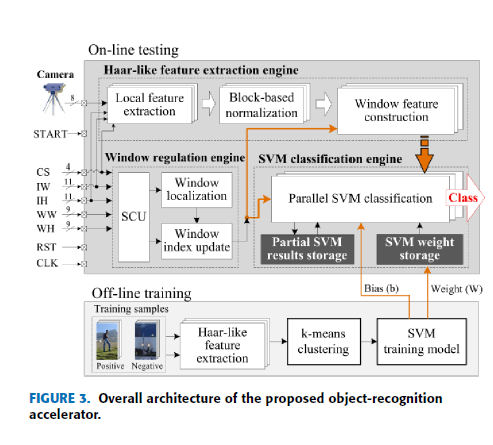 On-line testing
Camera
Haar-like feature extraction engine
8
Local feature
extraction
Block-based
normalization
Window feature
construction
START
Window regulation engine
SVM classification engine
CS
4
IW
11
IH
11
WW
9
WH
9
RST
CLK
SCU
Window
localization
Window
index update
Parallel SVM classification
Class
Partial SVM
results storage
SVM weight
storage
Off-line training
Bias (b)
Weight (W)
Training samples
Positive
Negative
Haar-like
feature
extraction
k-means
clustering
SVM
training model
FIGURE 3. Overall architecture of the proposed object-recognition
accelerator.